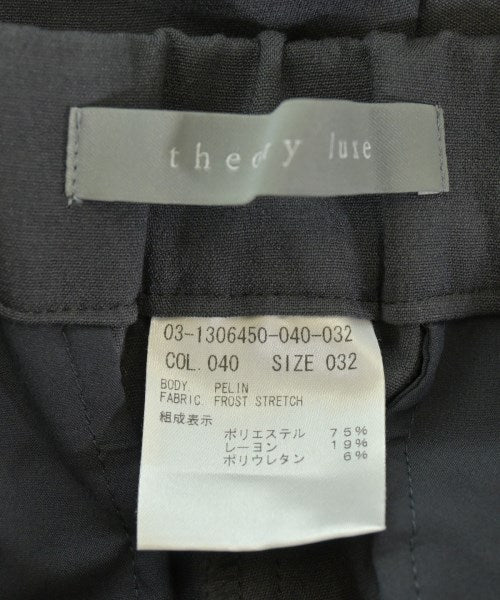 theory luxe
03-1306450-040-032
COL. 040 SIZE 032
BODY PELIN
FABRIC. FROST STRETCH
組成表示
ポリエステル 75%
レーヨン 19%
ポリウレタン 6%